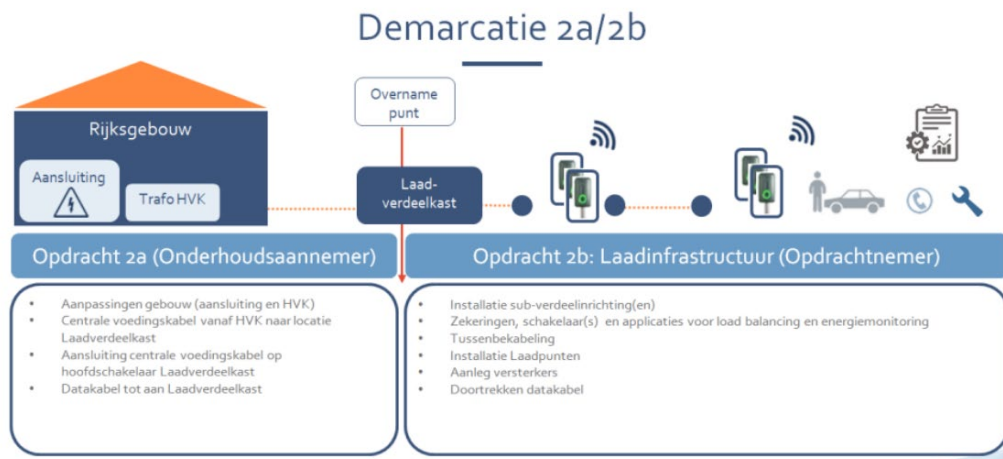 Demarcatie 2a/2b
Overname
punt
Rijksgebouw
Aansluiting
Trafo HVK
Laad-
verdeelkast
Opdracht 2a (Onderhoudsaannemer)
Opdracht 2b: Laadinfrastructuur (Opdrachtnemer)
• Aanpassingen gebouw (aansluiting en HVK)
• Centrale voedingskabel vanaf HVK naar locatie
Laadverdeelkast
• Aansluiting centrale voedingskabel op
hoofdschakelaar Laadverdeelkast
• Datakabel tot aan Laadverdeelkast
• Installatie sub-verdeelinrichting(en)
• Zekeringen, schakelaar(s) en applicaties voor load balancing en energiemonitoring
• Tussenbekabeling
• Installatie Laadpunten
• Aanleg versterkers
• Doortrekken datakabel